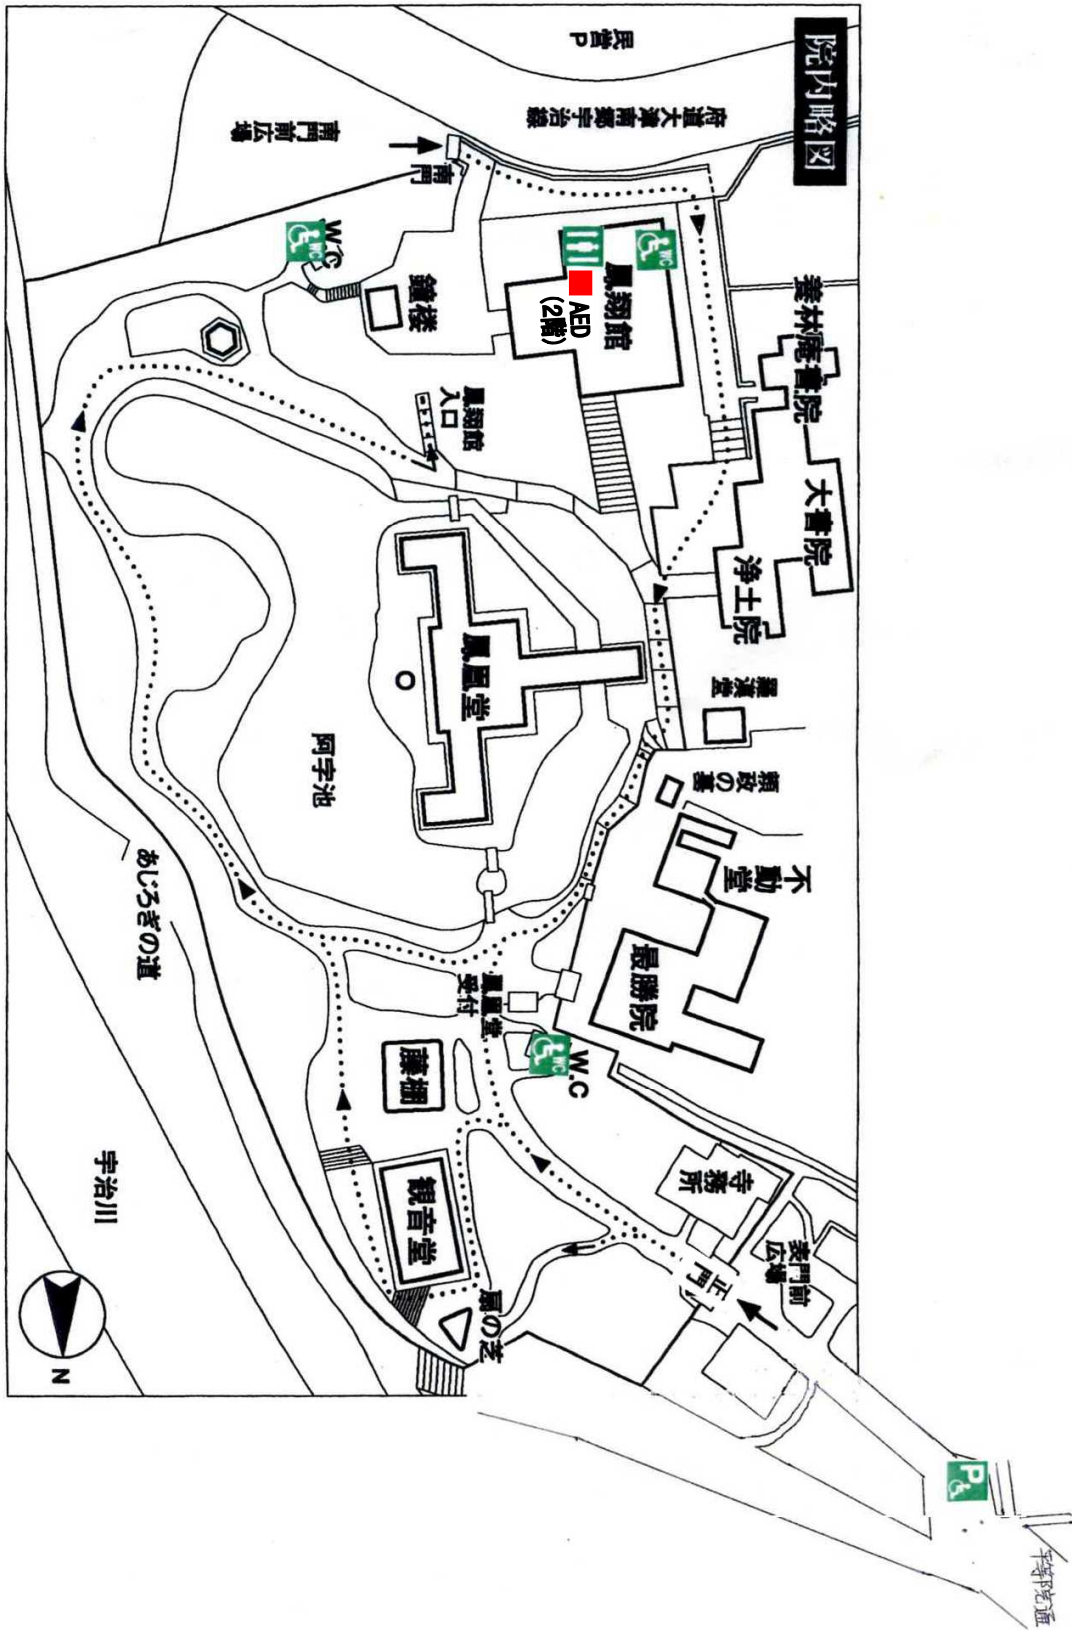 院内略図
民営P
府道大津南郷宇治線
南門前広場
南門
W.C
WC
鐘楼
WC
鳳翔館
AED
(2階)
養林庵書院
大書院
浄土院
鳳翔館
入口
羅漢堂
鳳凰堂
阿字池
頼政の墓
不動堂
最勝院
あじろぎの道
鳳凰堂
受付
W.C
WC
藤棚
観音堂
扇の芝
寺務所
表門前
広場
正門
宇治川
N
P
平等院通